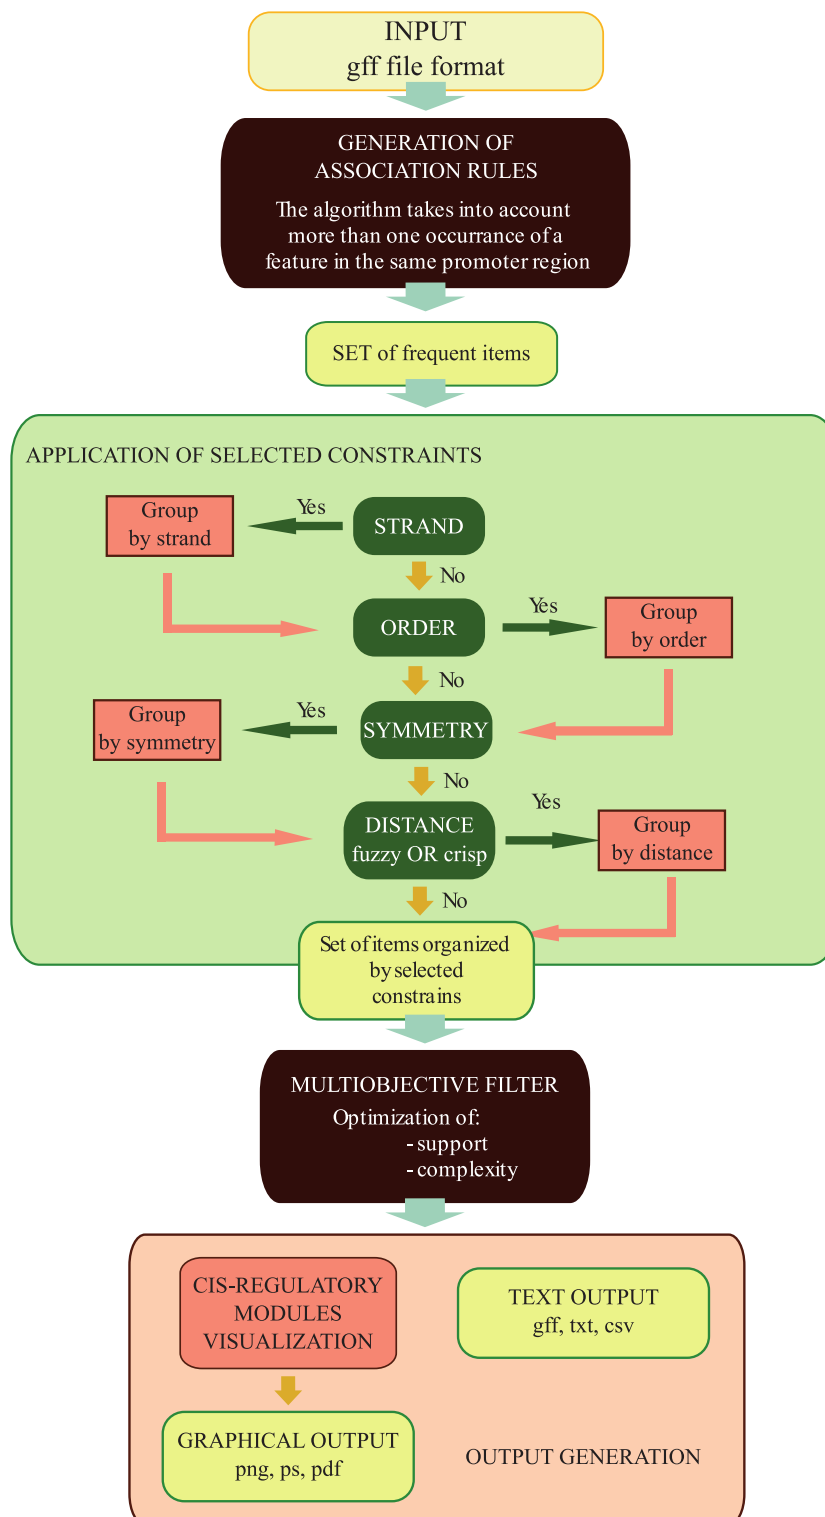 INPUT
gff file format
GENERATION OF
ASSOCIATION RULES
The algorithm takes into account
more than one occurrance of a
feature in the same promoter region
SET of frequent items
APPLICATION OF SELECTED CONSTRAINTS
Group
by strand
Yes
STRAND
No
ORDER
Yes
Group
by order
No
Group
by symmetry
Yes
SYMMETRY
No
DISTANCE
fuzzy OR crisp
Yes
Group
by distance
No
Set of items organized
by selected
constrains
MULTIOBJECTIVE FILTER
Optimization of:
- support
- complexity
CIS-REGULATORY
MODULES
VISUALIZATION
TEXT OUTPUT
gff, txt, csv
GRAPHICAL OUTPUT
png, ps, pdf
OUTPUT GENERATION